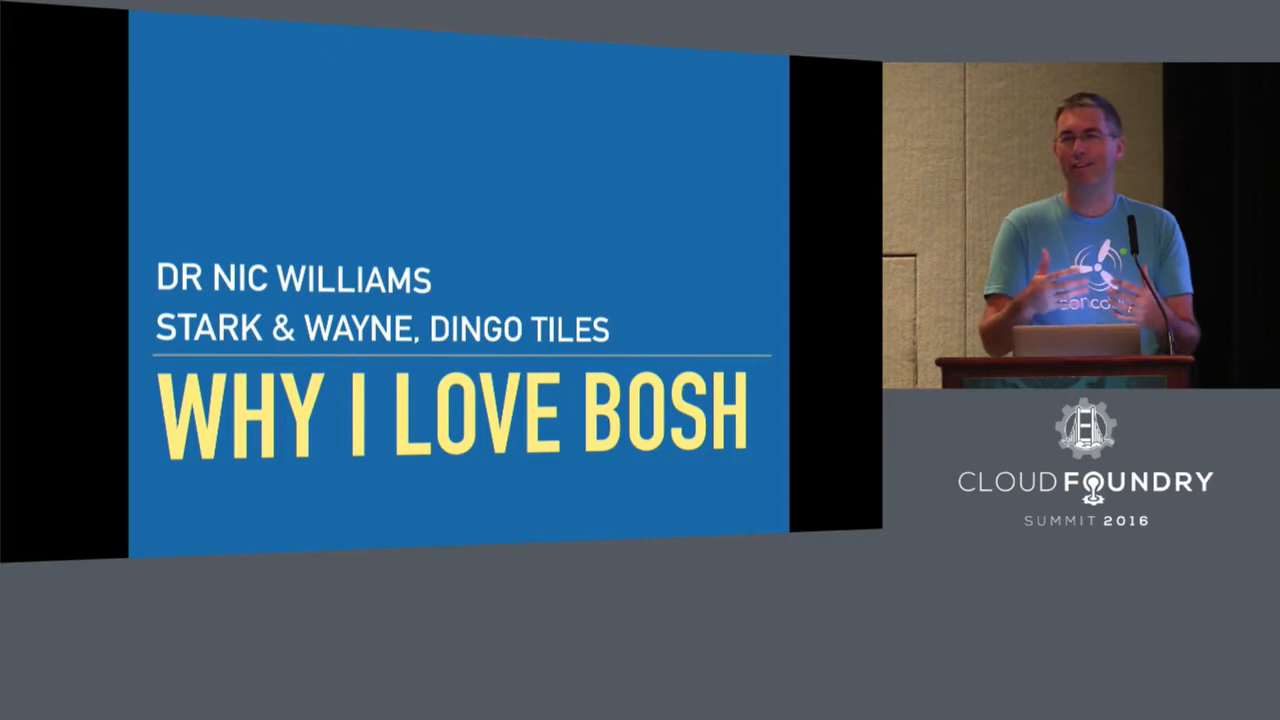 DR NIC WILLIAMS
STARK & WAYNE, DINGO TILES
WHY I LOVE BOSH
CLOUD FOUNDRY
SUMMIT 2016